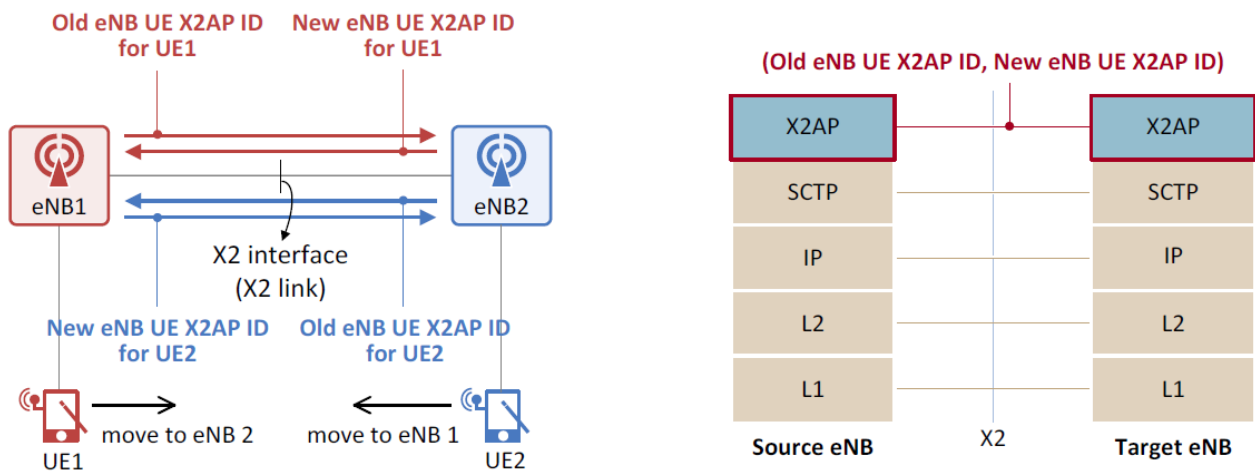 Old eNB UE X2AP ID
for UE1
New eNB UE X2AP ID
for UE1
eNB1
eNB2
X2 interface
(X2 link)
New eNB UE X2AP ID
for UE2
Old eNB UE X2AP ID
for UE2
move to eNB 2
move to eNB 1
UE1
UE2
(Old eNB UE X2AP ID, New eNB UE X2AP ID)
X2AP
X2AP
SCTP
SCTP
IP
IP
L2
L2
L1
L1
Source eNB
X2
Target eNB